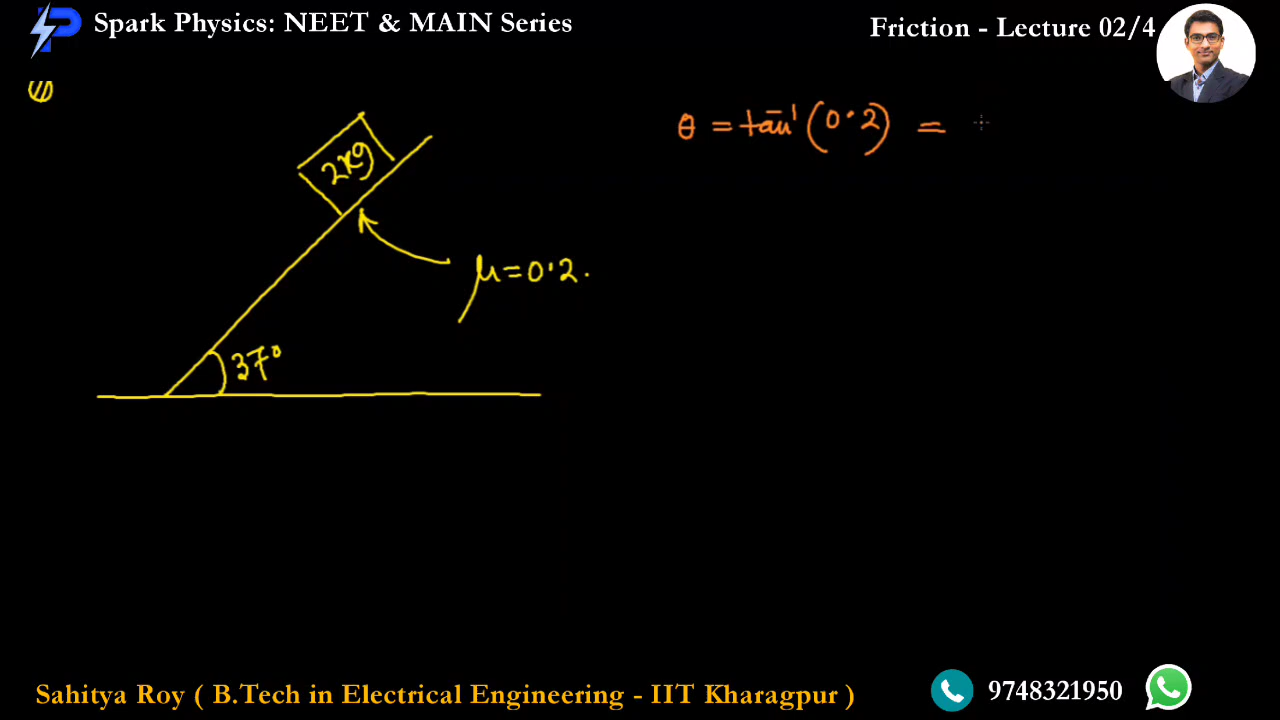 Spark Physics: NEET & MAIN Series
Friction - Lecture 02/4
θ = tan⁻¹(0.2) =
2kg
μ=0.2.
37°
Sahitya Roy ( B.Tech in Electrical Engineering - IIT Kharagpur )
9748321950